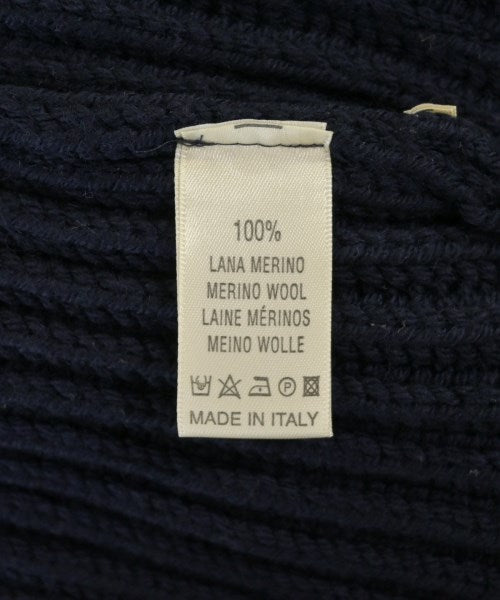 100%
LANA MERINO
MERINO WOOL
LAINE MÉRINOS
MEINO WOLLE
P
MADE IN ITALY